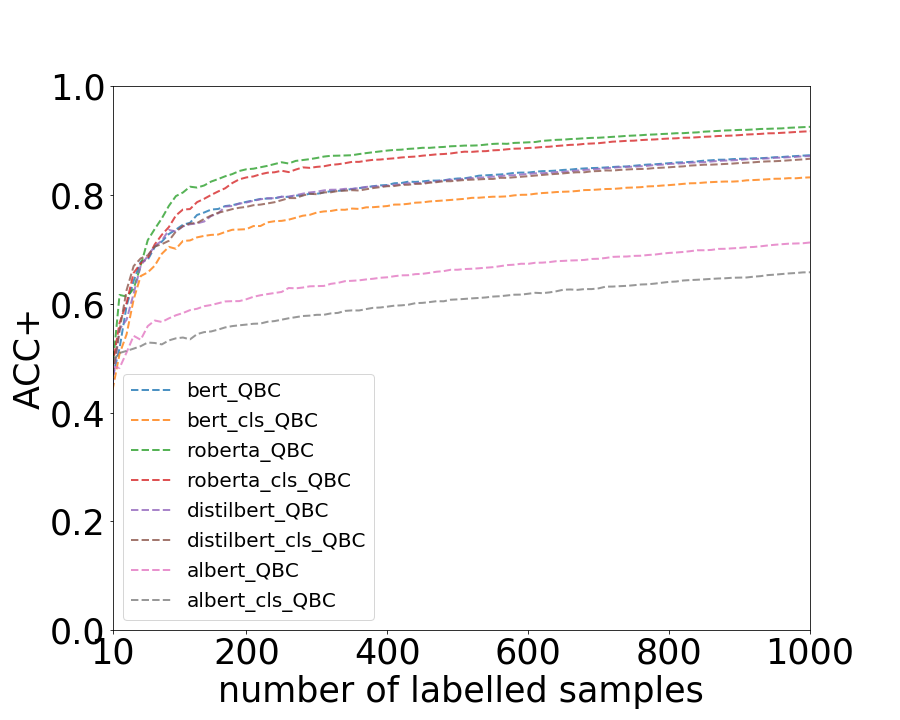 1.0
0.8
0.6
0.4
0.2
0.0
ACC+
bert_QBC
bert_cls_QBC
roberta_QBC
roberta_cls_QBC
distilbert_QBC
distilbert_cls_QBC
albert_QBC
albert_cls_QBC
10 200 400 600 800 1000
number of labelled samples